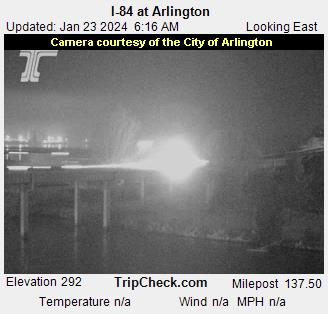 I-84 at Arlington
Updated: Jan 23 2024 6:16 AM Looking East
Camera courtesy of the City of Arlington
Elevation 292 TripCheck.com Milepost 137.50
Temperature n/a Wind n/a MPH n/a